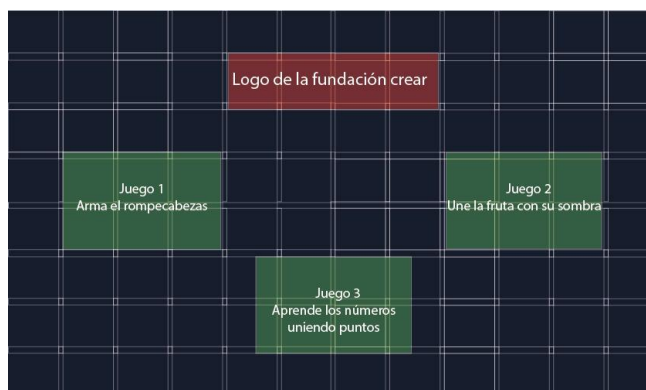 Logo de la fundación crear
Juego 1
Arma el rompecabezas
Juego 2
Une la fruta con su sombra
Juego 3
Aprende los números
uniendo puntos